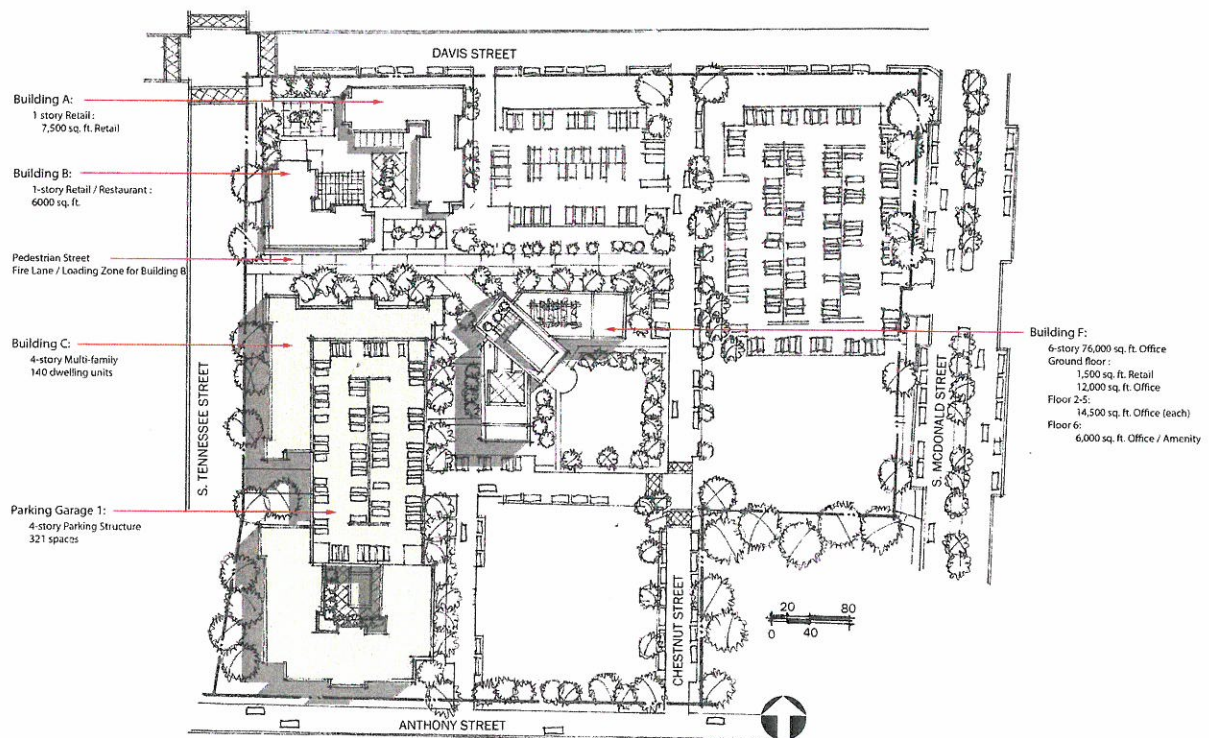 DAVIS STREET
Building A:
1 story Retail :
7,500 sq. ft. Retail
Building B:
1-story Retail / Restaurant :
6000 sq. ft.
Pedestrian Street
Fire Lane / Loading Zone for Building B
Building C:
4-story Multi-family
140 dwelling units
S. TENNESSEE STREET
Parking Garage 1:
4-story Parking Structure
321 spaces
Building F:
6-story 76,000 sq. ft. Office
Ground floor :
1,500 sq. ft. Retail
12,000 sq. ft. Office
Floor 2-5:
14,500 sq. ft. Office (each)
Floor 6:
6,000 sq. ft. Office / Amenity
S. MCDONALD STREET
CHESTNUT STREET
20 80
0 40
ANTHONY STREET